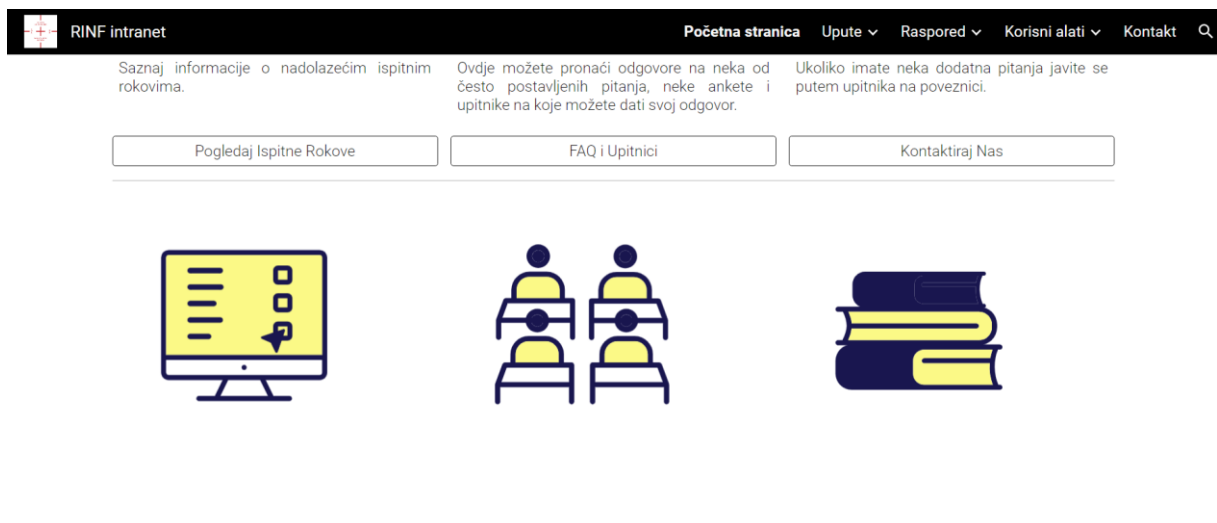 RINF intranet
Početna stranica Upute Raspored Korisni alati Kontakt
Saznaj informacije o nadolazećim ispitnim
rokovima.
Ovdje možete pronaći odgovore na neka od
često postavljenih pitanja, neke ankete i
upitnike na koje možete dati svoj odgovor.
Ukoliko imate neka dodatna pitanja javite se
putem upitnika na poveznici.
Pogledaj Ispitne Rokove
FAQ i Upitnici
Kontaktiraj Nas